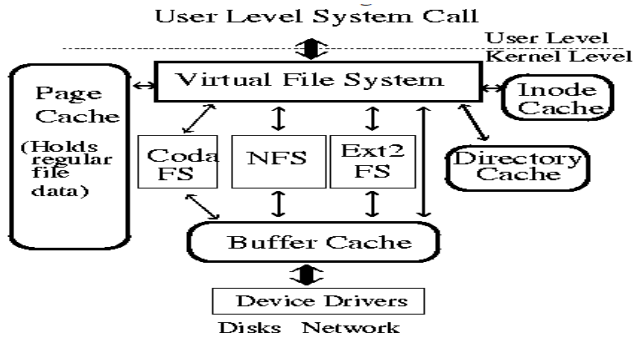 User Level System Call
User Level
Kernel Level
Virtual File System
Page
Cache
(Holds
regular
file
data)
Inode
Cache
Coda
FS
NFS
Ext2
FS
Directory
Cache
Buffer Cache
Device Drivers
Disks Network